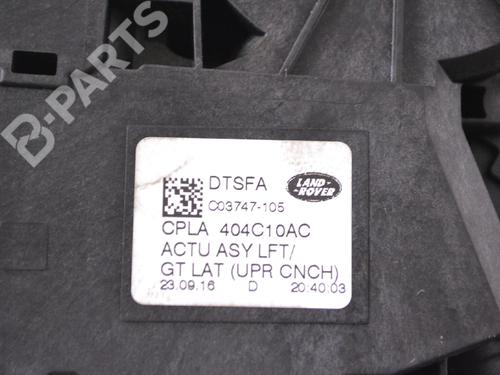 B-PARTS
DTSFA
LAND-
ROVER
C03747-105
CPLA 404C10AC
ACTU ASY LFT/
GT LAT (UPR CNCH)
23.09.16 D 20:40:03